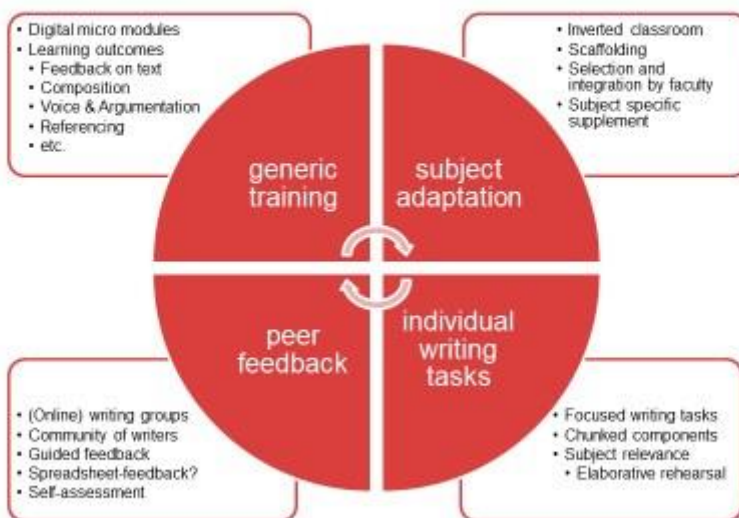 • Digital micro modules
• Learning outcomes
• Feedback on text
• Composition
• Voice & Argumentation
• Referencing
• etc.
• Inverted classroom
• Scaffolding
• Selection and
integration by faculty
• Subject specific
supplement
generic
training
subject
adaptation
peer
feedback
individual
writing
tasks
• (Online) writing groups
• Community of writers
• Guided feedback
• Spreadsheet-feedback?
• Self-assessment
• Focused writing tasks
• Chunked components
• Subject relevance
• Elaborative rehearsal